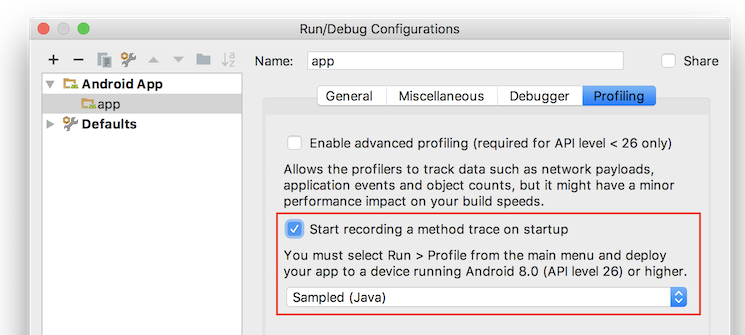 Run/Debug Configurations
Name: app
Share
Android App
app
Defaults
General Miscellaneous Debugger Profiling
Enable advanced profiling (required for API level < 26 only)
Allows the profilers to track data such as network payloads,
application events and object counts, but it might have a minor
performance impact on your build speeds.
Start recording a method trace on startup
You must select Run > Profile from the main menu and deploy
your app to a device running Android 8.0 (API level 26) or higher.
Sampled (Java)